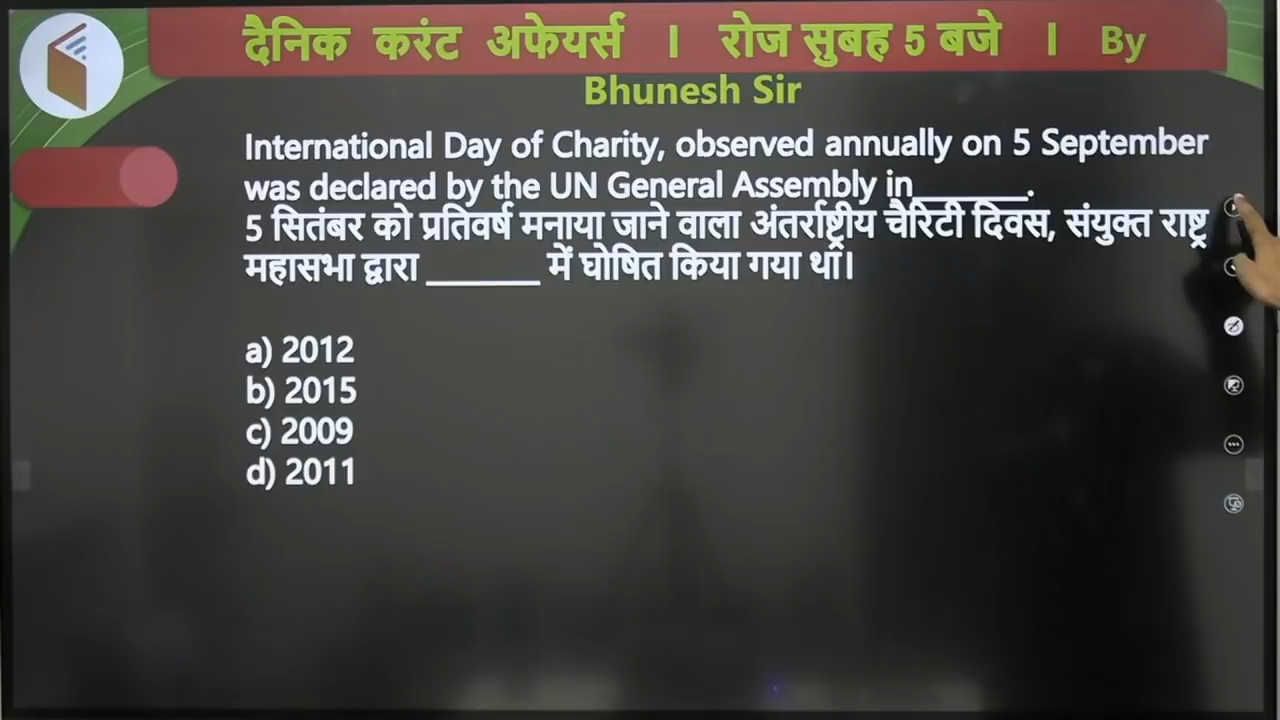 दैनिक करंट अफेयर्स । रोज सुबह 5 बजे । By
Bhunesh Sir
International Day of Charity, observed annually on 5 September
was declared by the UN General Assembly in_______.
5 सितंबर को प्रतिवर्ष मनाया जाने वाला अंतर्राष्ट्रीय चैरिटी दिवस, संयुक्त राष्ट्र
महासभा द्वारा _______ में घोषित किया गया था।
a) 2012
b) 2015
c) 2009
d) 2011